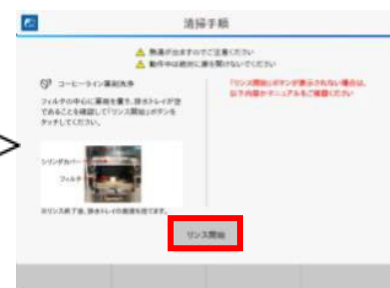 清掃手順
⚠ 熱湯が出ますのでご注意ください
⚠ 動作中は絶対に扉を開けないでください
コーヒーライン薬剤洗浄
フィルタの中心に薬剤を置き、排水トレイが空
であることを確認して「リンス開始」ボタンを
タッチしてください。
「リンス開始」ボタンが表示されない場合は、
以下内容かマニュアルをご確認ください
シリンダカバー
フィルタ
※リンス終了後、排水トレイの廃液を捨てます。
リンス開始